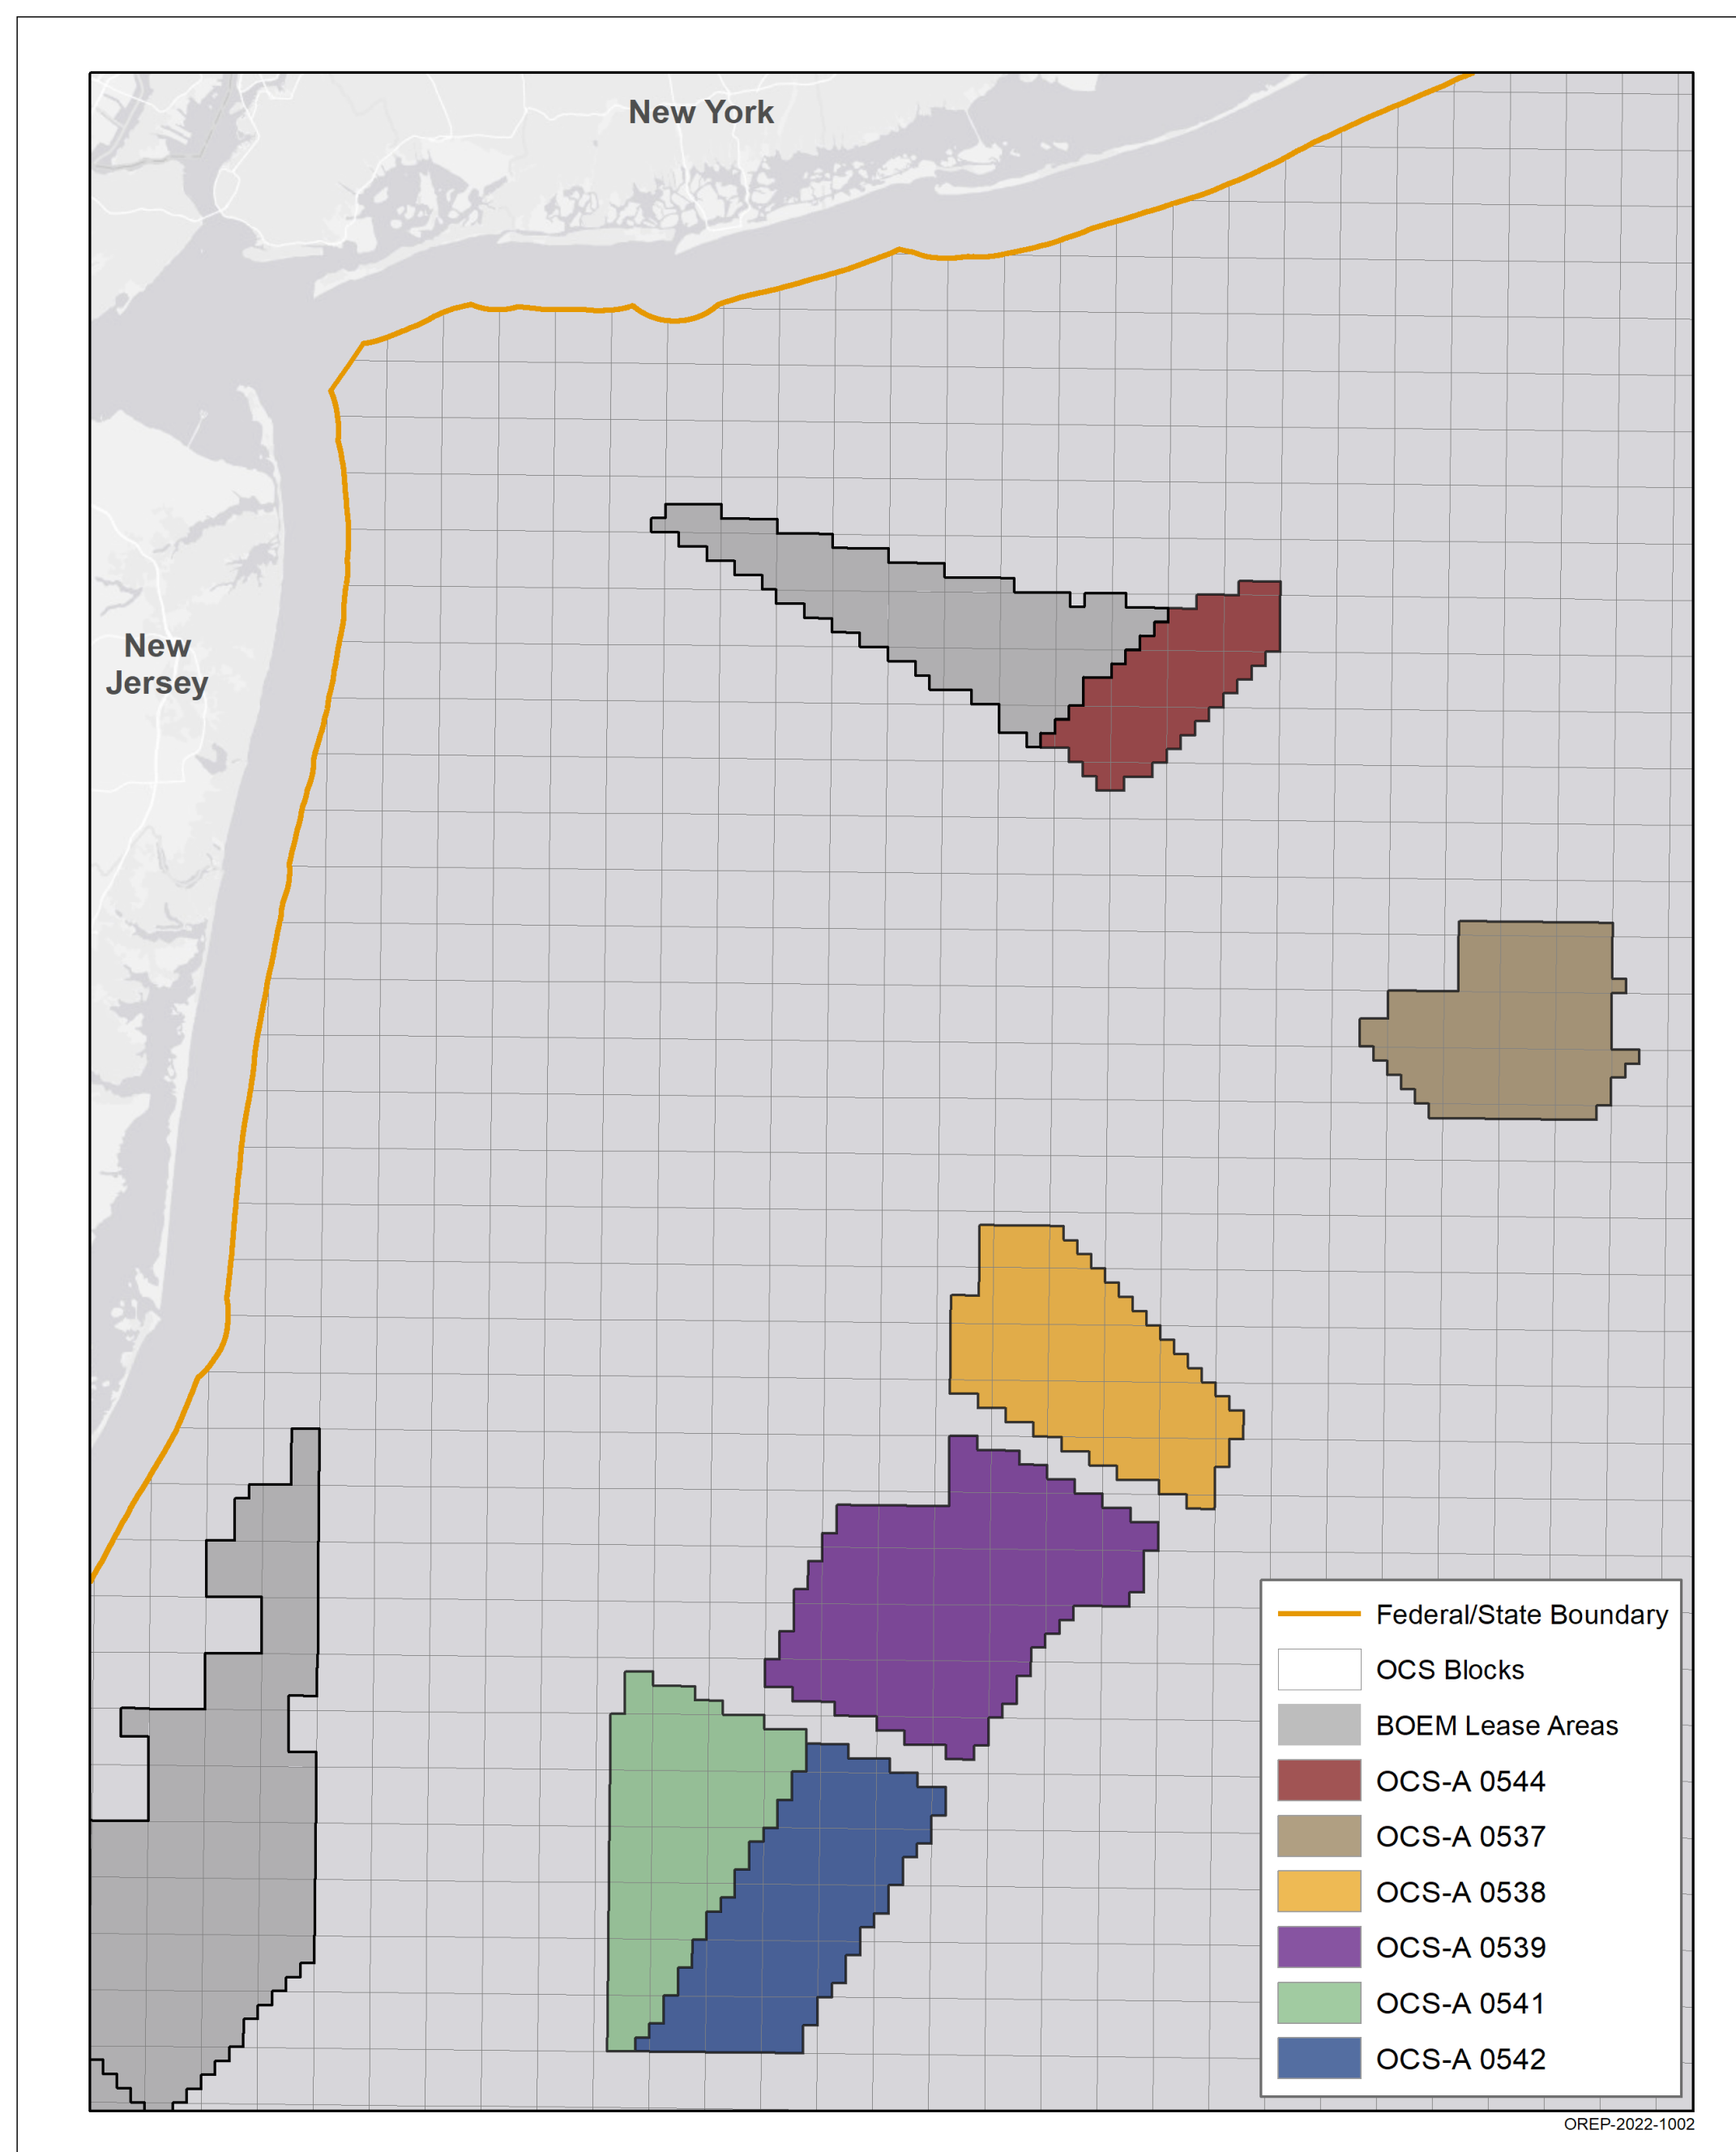 New York
New
Jersey
Federal/State Boundary
OCS Blocks
BOEM Lease Areas
OCS-A 0544
OCS-A 0537
OCS-A 0538
OCS-A 0539
OCS-A 0541
OCS-A 0542
OREP-2022-1002